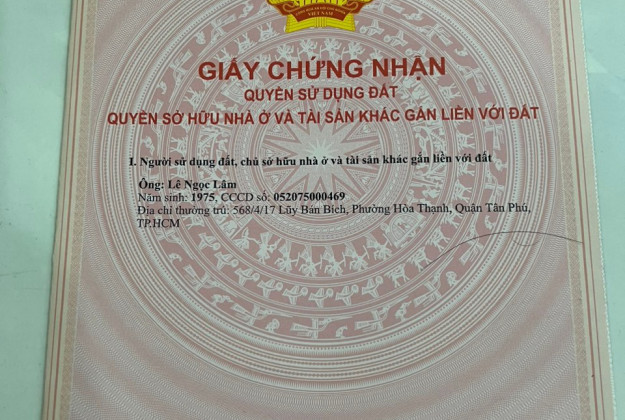 VIỆT NAM
GIẤY CHỨNG NHẬN
QUYỀN SỬ DỤNG ĐẤT
QUYỀN SỞ HỮU NHÀ Ở VÀ TÀI SẢN KHÁC GẮN LIỀN VỚI ĐẤT
I. Người sử dụng đất, chủ sở hữu nhà ở và tài sản khác gắn liền với đất
Ông: Lê Ngọc Lâm
Năm sinh: 1975, CCCD số: 052075000469
Địa chỉ thường trú: 568/4/17 Lũy Bán Bích, Phường Hòa Thạnh, Quận Tân Phú,
TP.HCM